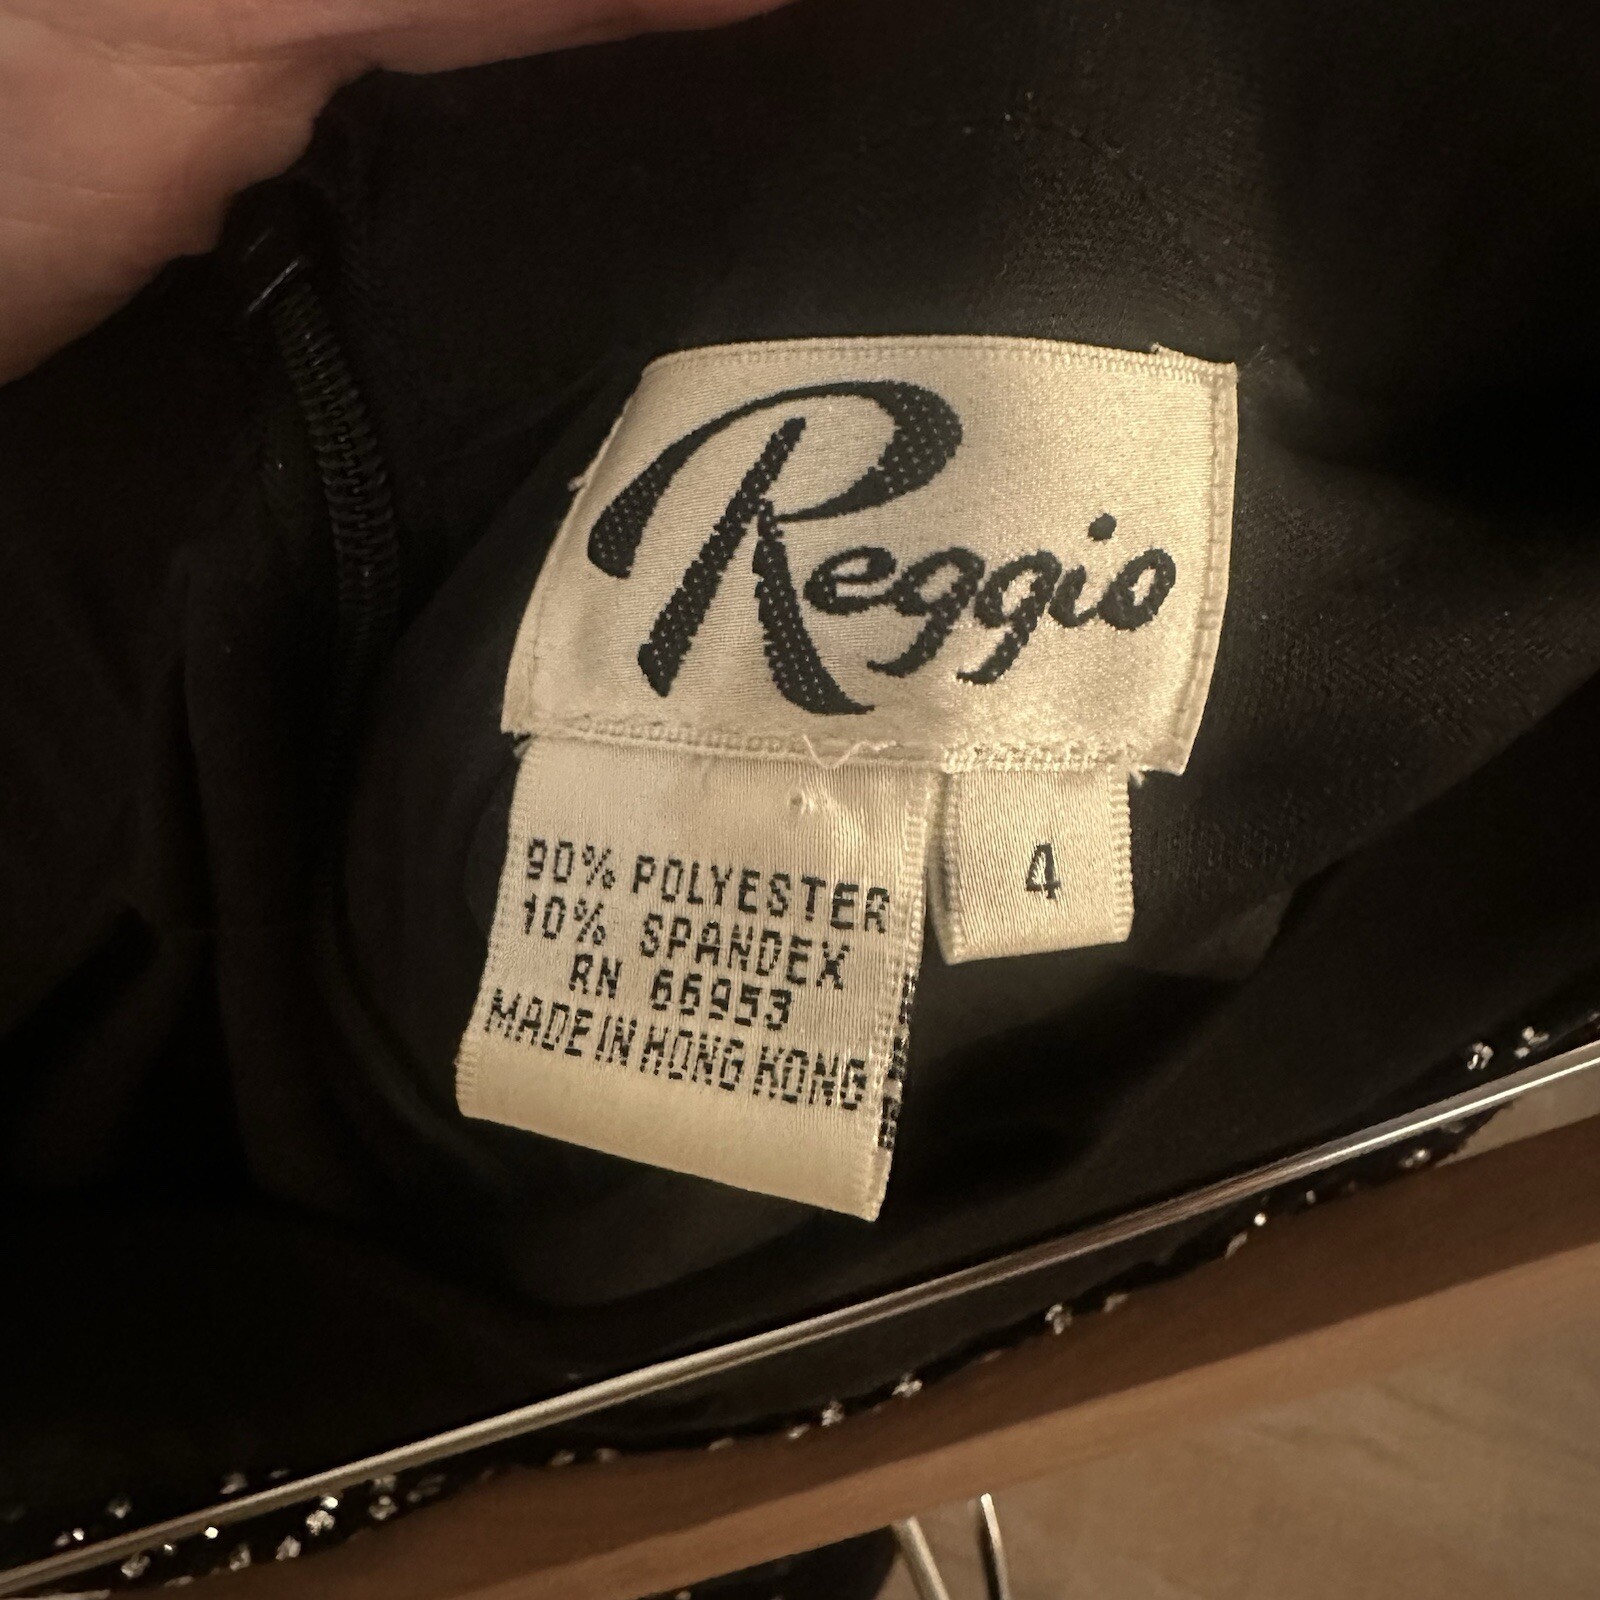 Reggio
90% POLYESTER
10% SPANDEX
RN 66953
MADE IN HONG KONG
4